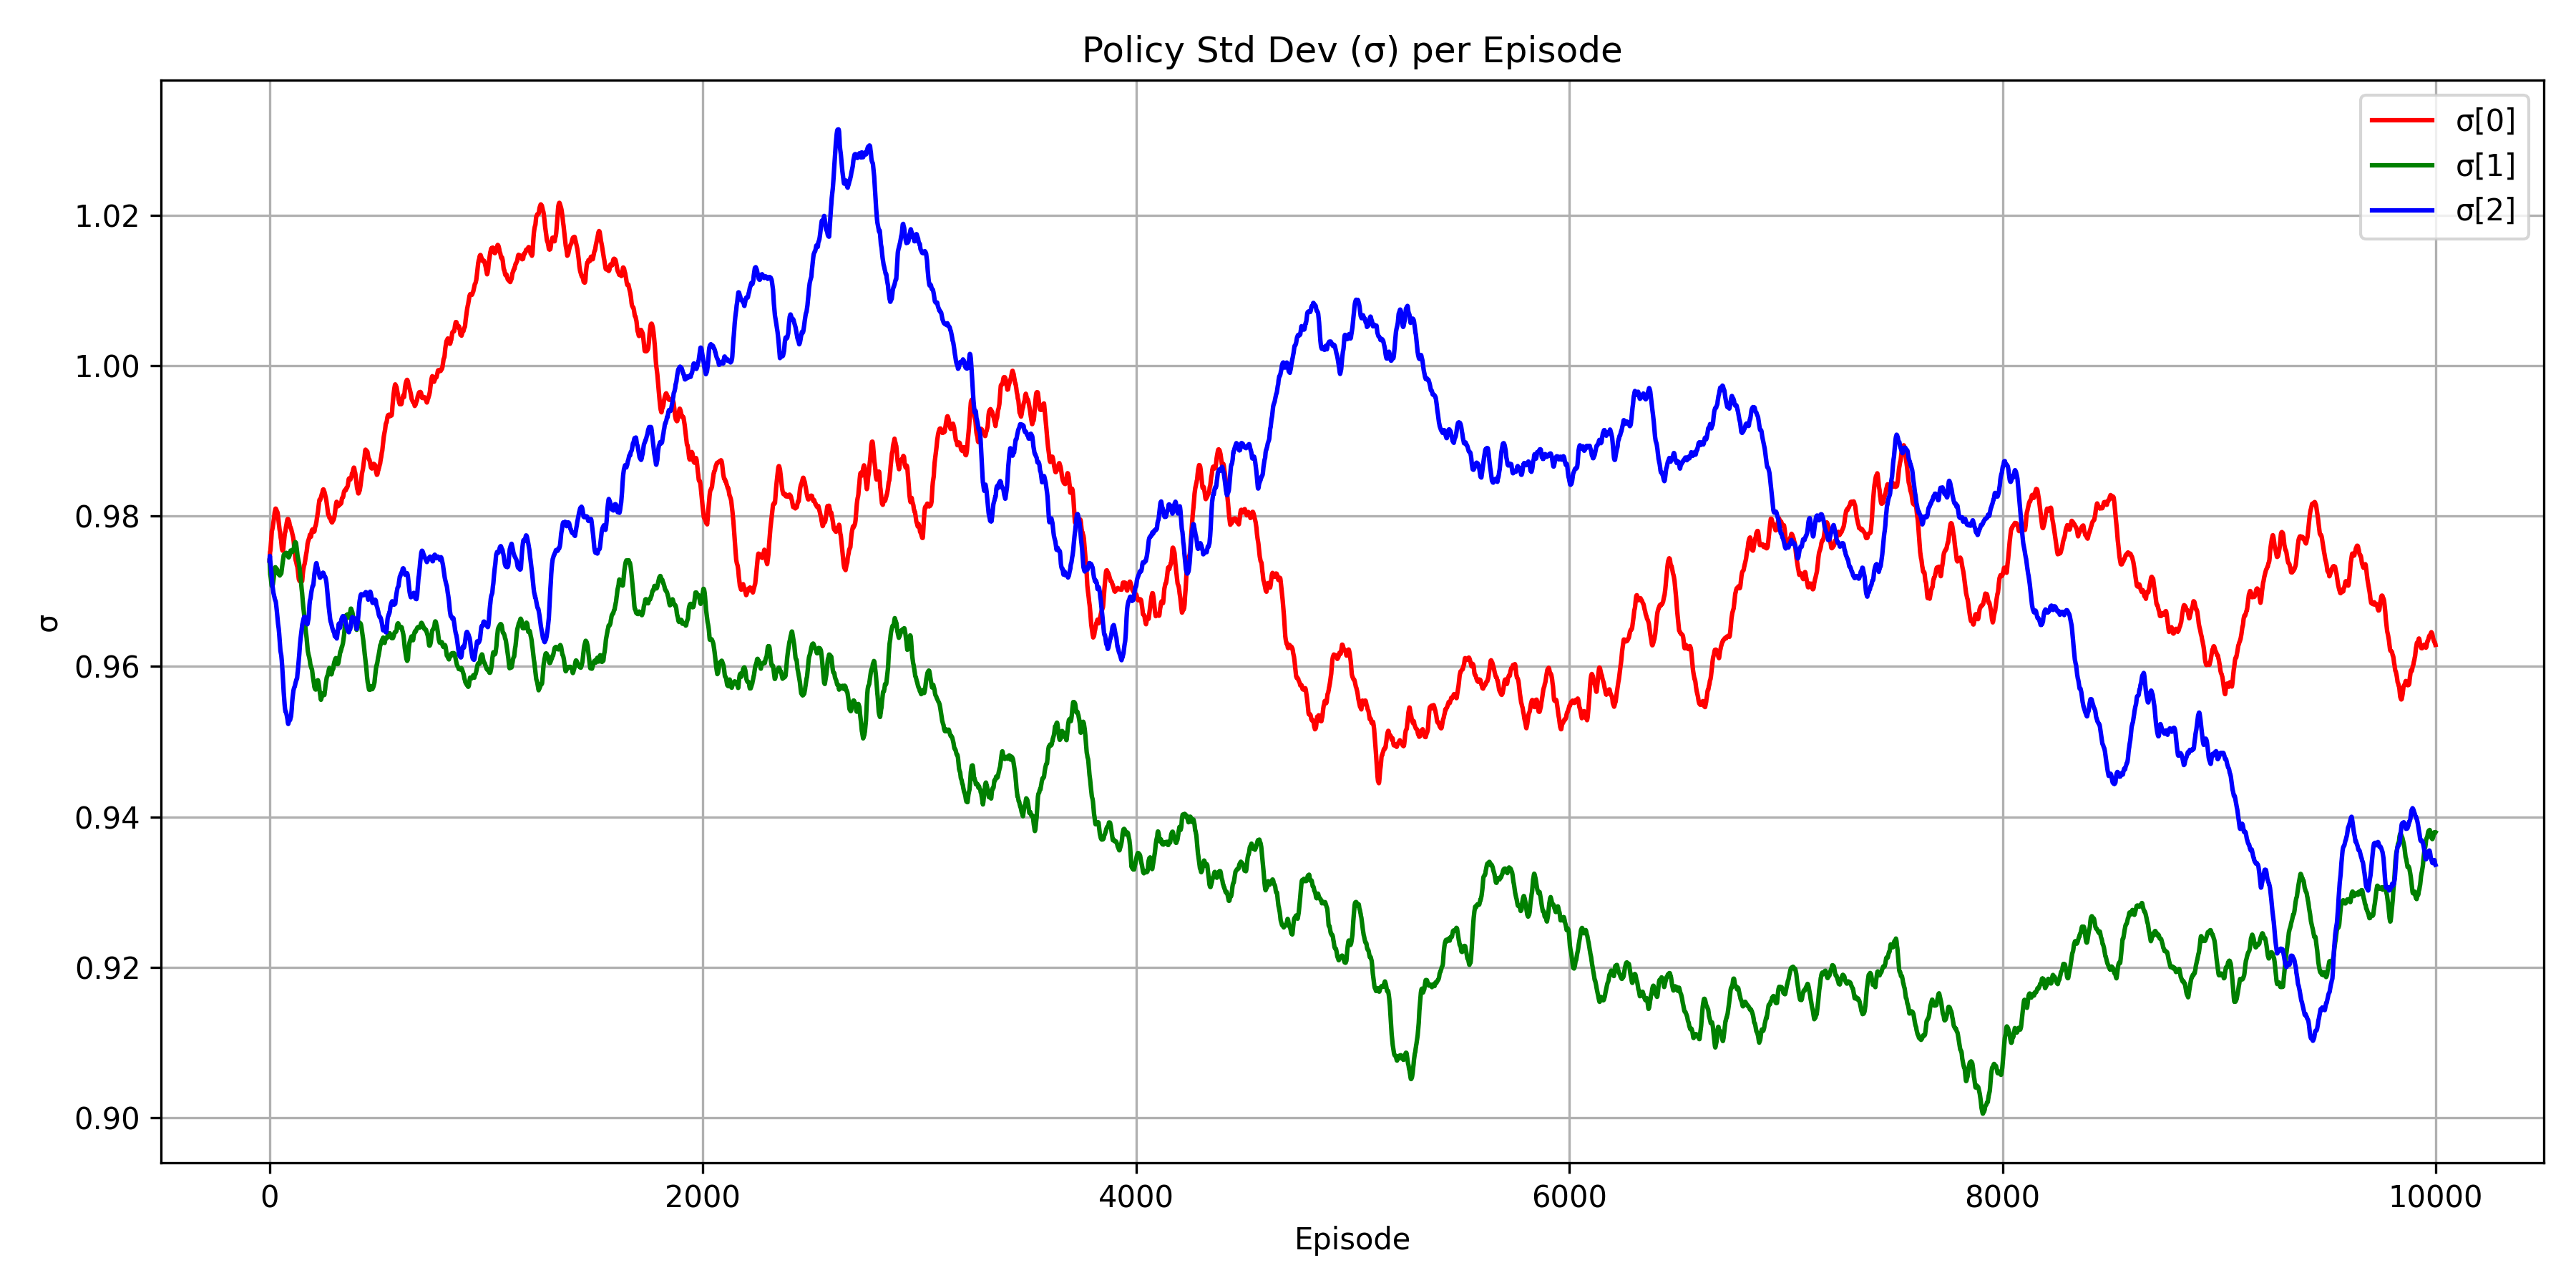 Policy Std Dev (σ) per Episode
σ[0]
σ[1]
σ[2]
1.02
1.00
0.98
0.96
0.94
0.92
0.90
σ
0 2000 4000 6000 8000 10000
Episode